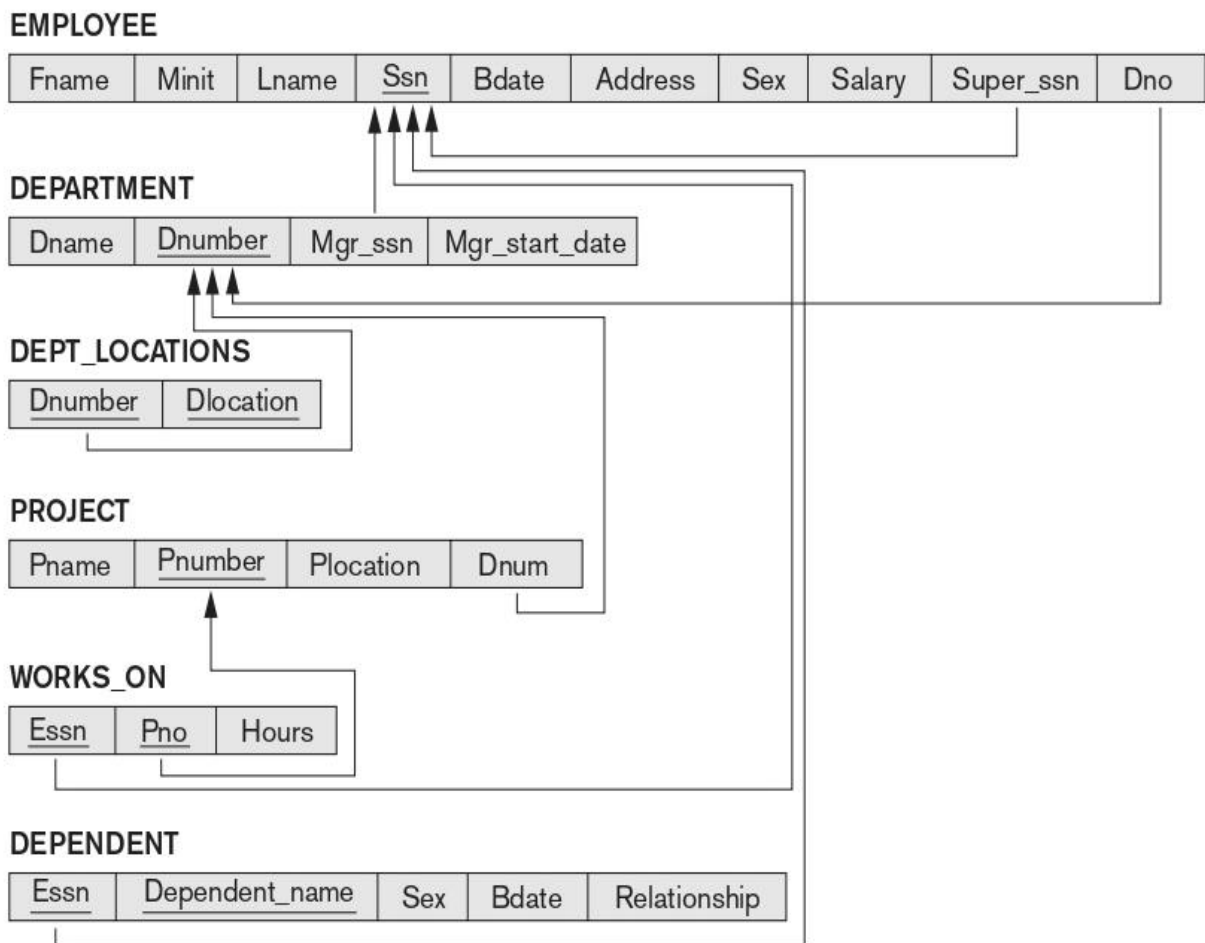 EMPLOYEE
Fname Minit Lname Ssn Bdate Address Sex Salary Super_ssn Dno
DEPARTMENT
Dname Dnumber Mgr_ssn Mgr_start_date
DEPT_LOCATIONS
Dnumber Dlocation
PROJECT
Pname Pnumber Plocation Dnum
WORKS_ON
Essn Pno Hours
DEPENDENT
Essn Dependent_name Sex Bdate Relationship